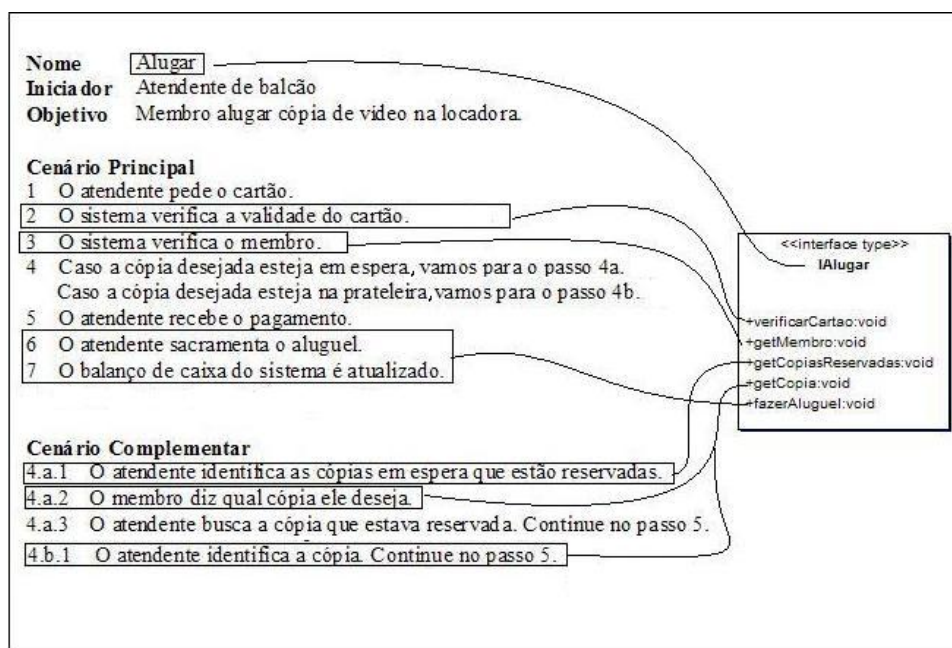 Nome Alugar
Iniciador Atendente de balcão
Objetivo Membro alugar cópia de vídeo na locadora.
Cenário Principal
1 O atendente pede o cartão.
2 O sistema verifica a validade do cartão.
3 O sistema verifica o membro.
4 Caso a cópia desejada esteja em espera, vamos para o passo 4a.
Caso a cópia desejada esteja na prateleira,vamos para o passo 4b.
5 O atendente recebe o pagamento.
6 O atendente sacramenta o aluguel.
7 O balanço de caixa do sistema é atualizado.
Cenário Complementar
4.a.1 O atendente identifica as cópias em espera que estão reservadas.
4.a.2 O membro diz qual cópia ele deseja.
4.a.3 O atendente busca a cópia que estava reservada. Continue no passo 5.
4.b.1 O atendente identifica a cópia. Continue no passo 5.
<<interface type>>
IAlugar
+verificarCartao:void
+getMembro:void
+getCopiasReservadas:void
+getCopia:void
+fazerAluguel:void